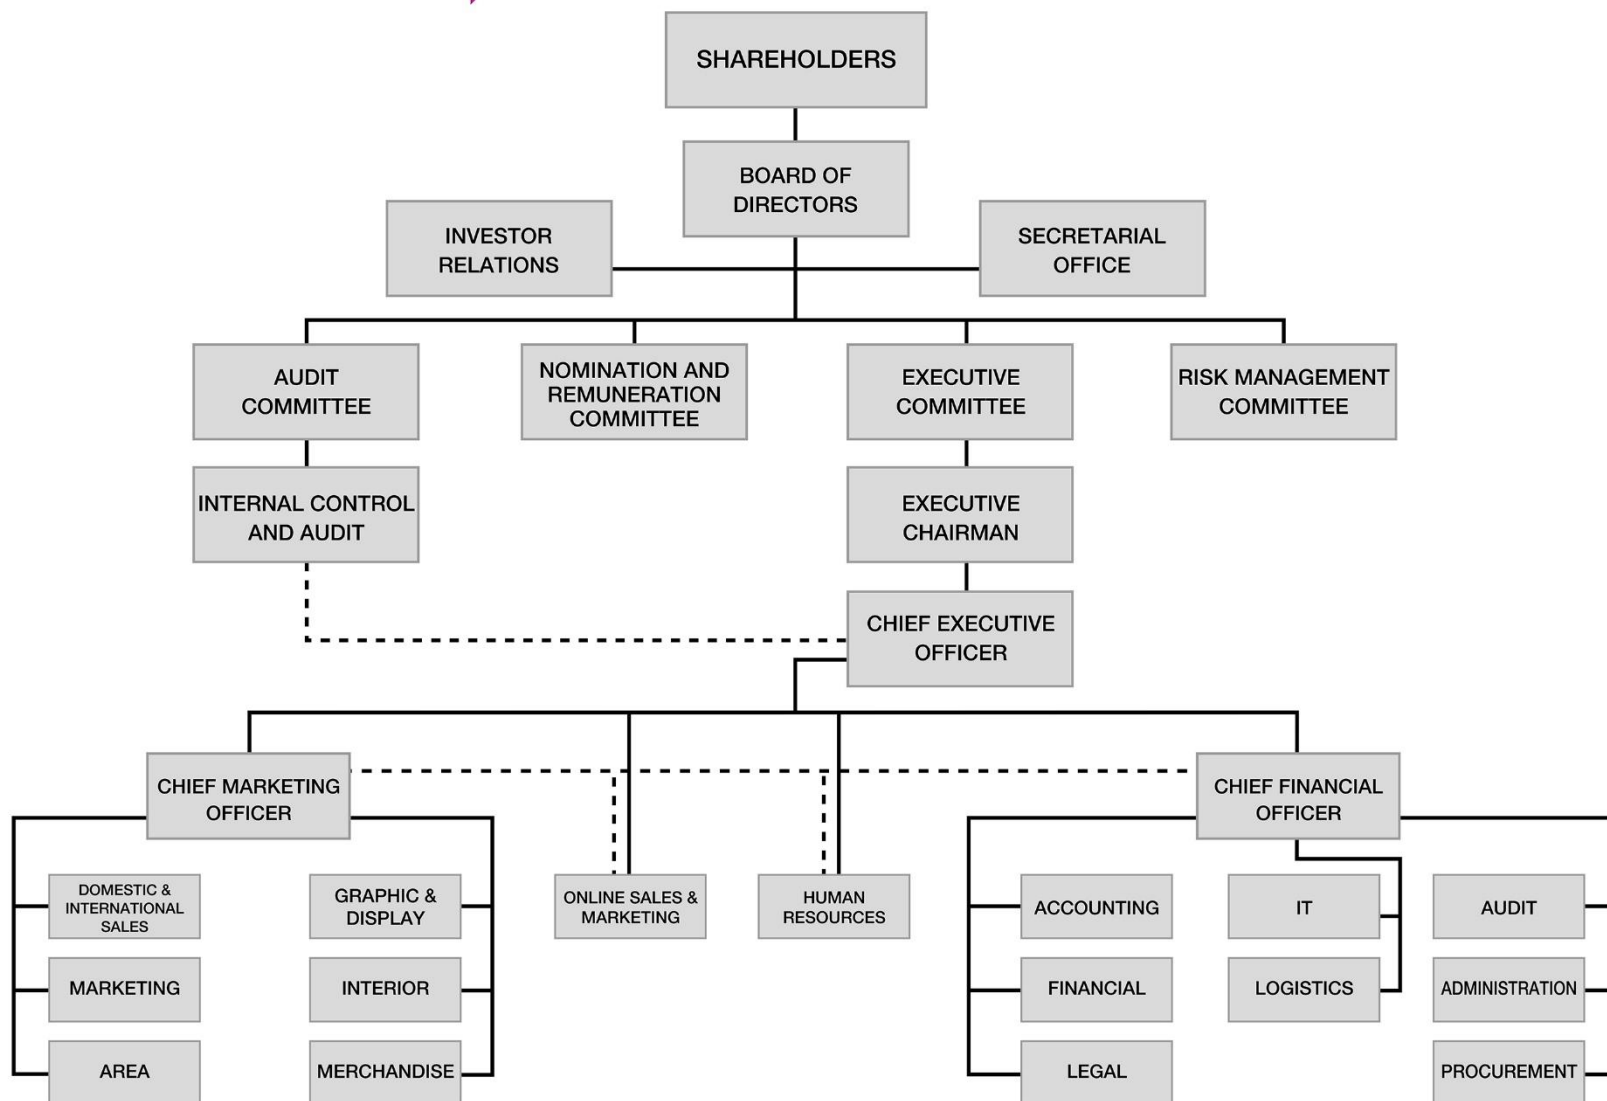 SHAREHOLDERS
BOARD OF
DIRECTORS
INVESTOR
RELATIONS
SECRETARIAL
OFFICE
AUDIT
COMMITTEE
NOMINATION AND
REMUNERATION
COMMITTEE
EXECUTIVE
COMMITTEE
RISK MANAGEMENT
COMMITTEE
INTERNAL CONTROL
AND AUDIT
EXECUTIVE
CHAIRMAN
CHIEF EXECUTIVE
OFFICER
CHIEF MARKETING
OFFICER
CHIEF FINANCIAL
OFFICER
DOMESTIC &
INTERNATIONAL
SALES
GRAPHIC &
DISPLAY
ONLINE SALES &
MARKETING
HUMAN
RESOURCES
ACCOUNTING
IT
AUDIT
MARKETING
INTERIOR
FINANCIAL
LOGISTICS
ADMINISTRATION
AREA
MERCHANDISE
LEGAL
PROCUREMENT